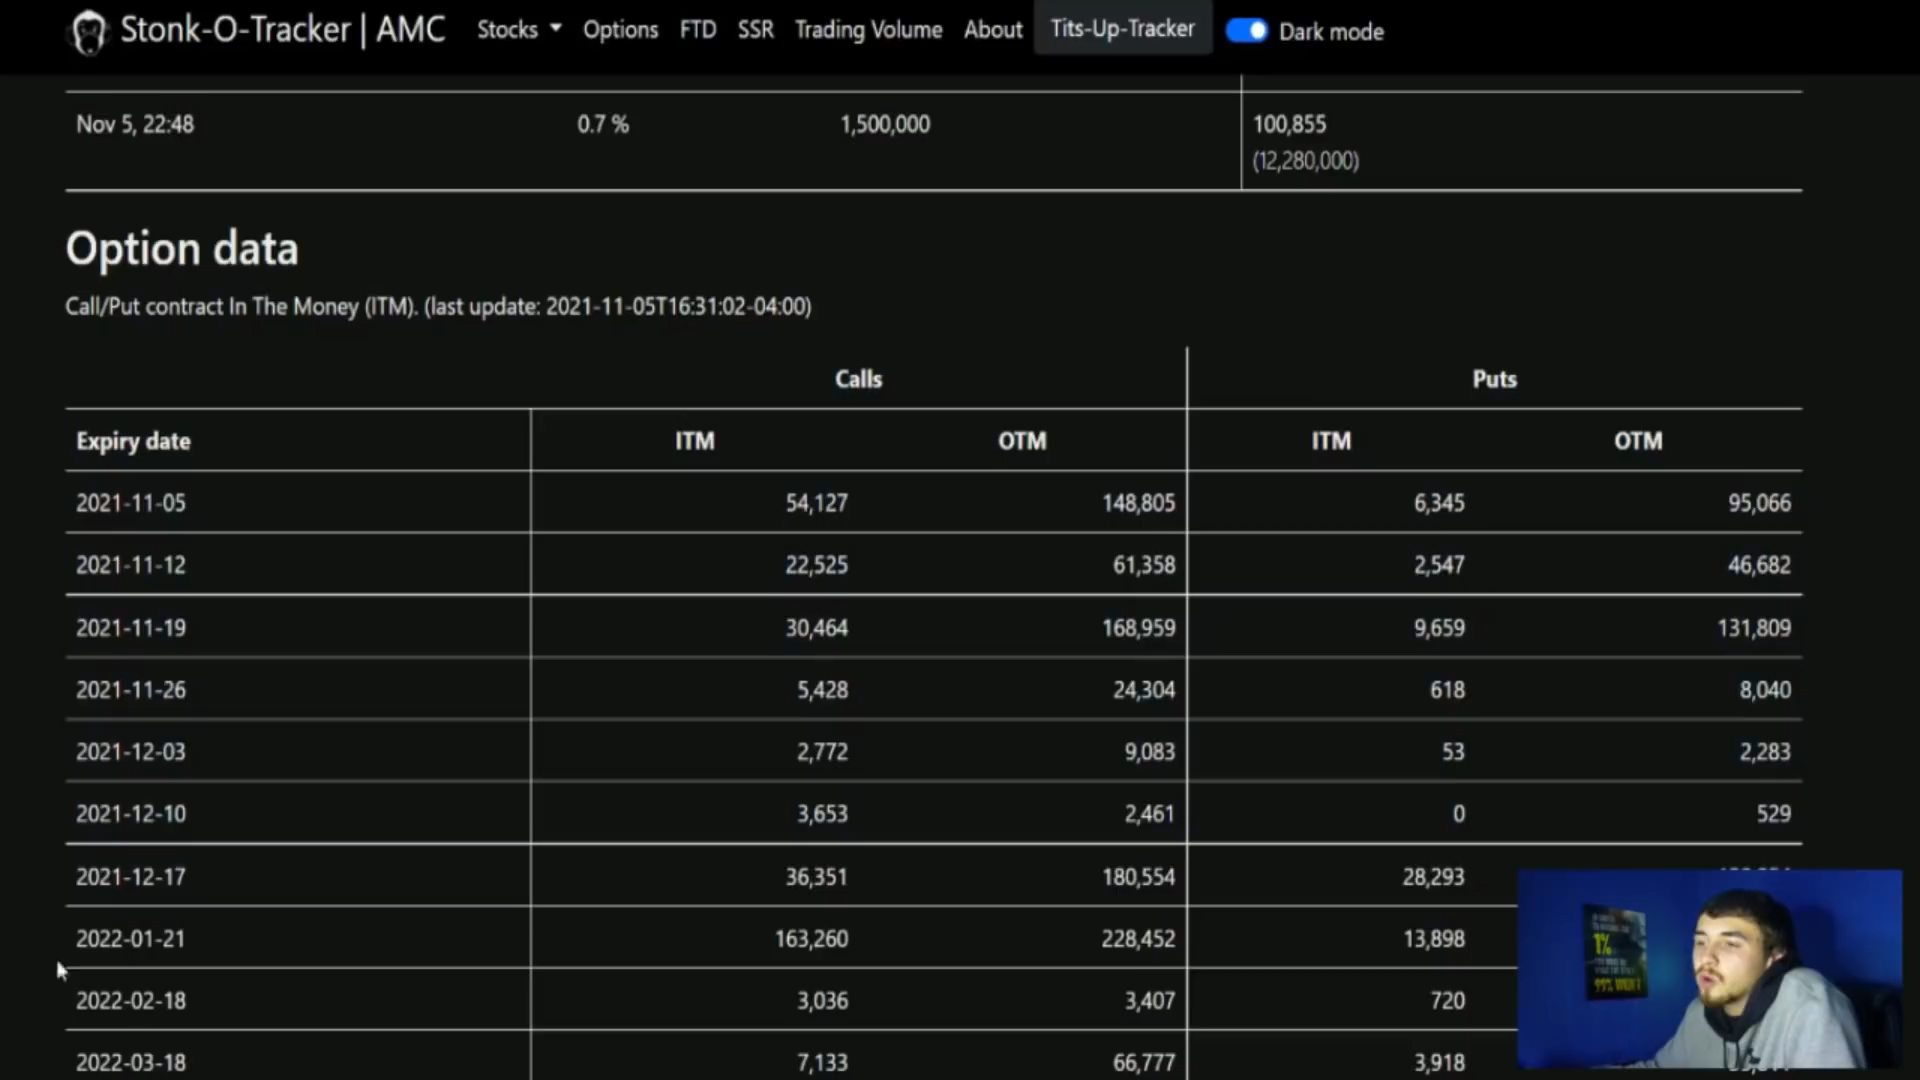 Stonk-O-Tracker | AMC Stocks Options FTD SSR Trading Volume About Tits-Up-Tracker Dark mode
Nov 5, 22:48 0.7 % 1,500,000 100,855
(12,280,000)
Option data
Call/Put contract In The Money (ITM). (last update: 2021-11-05T16:31:02-04:00)
Calls Puts
Expiry date ITM OTM ITM OTM
2021-11-05 54,127 148,805 6,345 95,066
2021-11-12 22,525 61,358 2,547 46,682
2021-11-19 30,464 168,959 9,659 131,809
2021-11-26 5,428 24,304 618 8,040
2021-12-03 2,772 9,083 53 2,283
2021-12-10 3,653 2,461 0 529
2021-12-17 36,351 180,554 28,293
2022-01-21 163,260 228,452 13,898
2022-02-18 3,036 3,407 720
2022-03-18 7,133 66,777 3,918
1%
99% WON'T